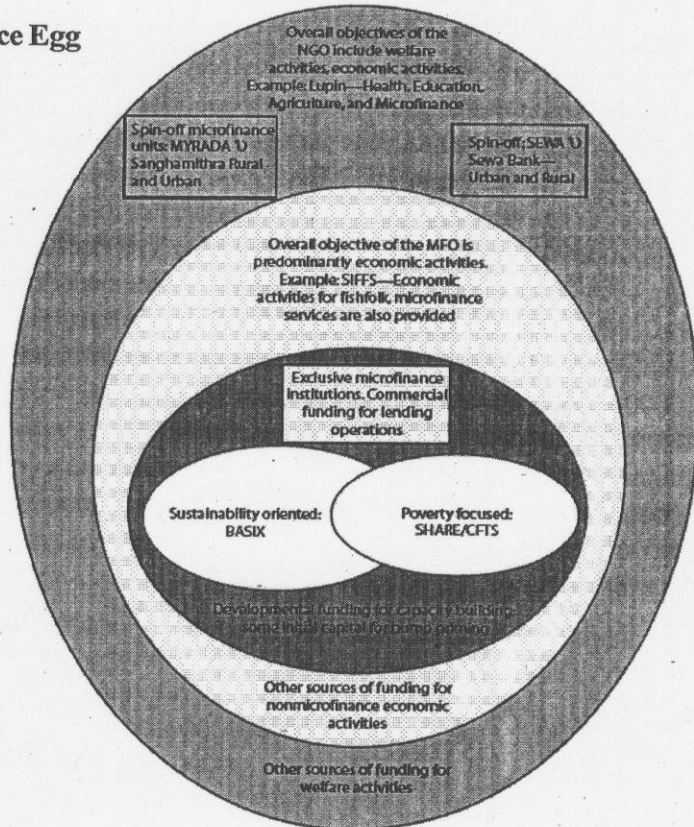 ce Egg
Overall objectives of the
NGO include welfare
activities, economic activities.
Example: Lupin—Health, Education,
Agriculture, and Microfinance
Spin-off microfinance
units: MYRADA
Sanghamithra Rural
and Urban
Spin-off: SEWA
Sewa Bank—
Urban and Rural
Overall objective of the MFO is
predominantly economic activities.
Example: SIFFS—Economic
activities for fishfolk, microfinance
services are also provided
Exclusive microfinance
institutions. Commercial
funding for lending
operations
Sustainability oriented:
BASIX
Poverty focused:
SHARE/CFTS
Developmental funding for capacity building
some initial capital for bump priming
Other sources of funding for
nonmicrofinance economic
activities
Other sources of funding for
welfare activities